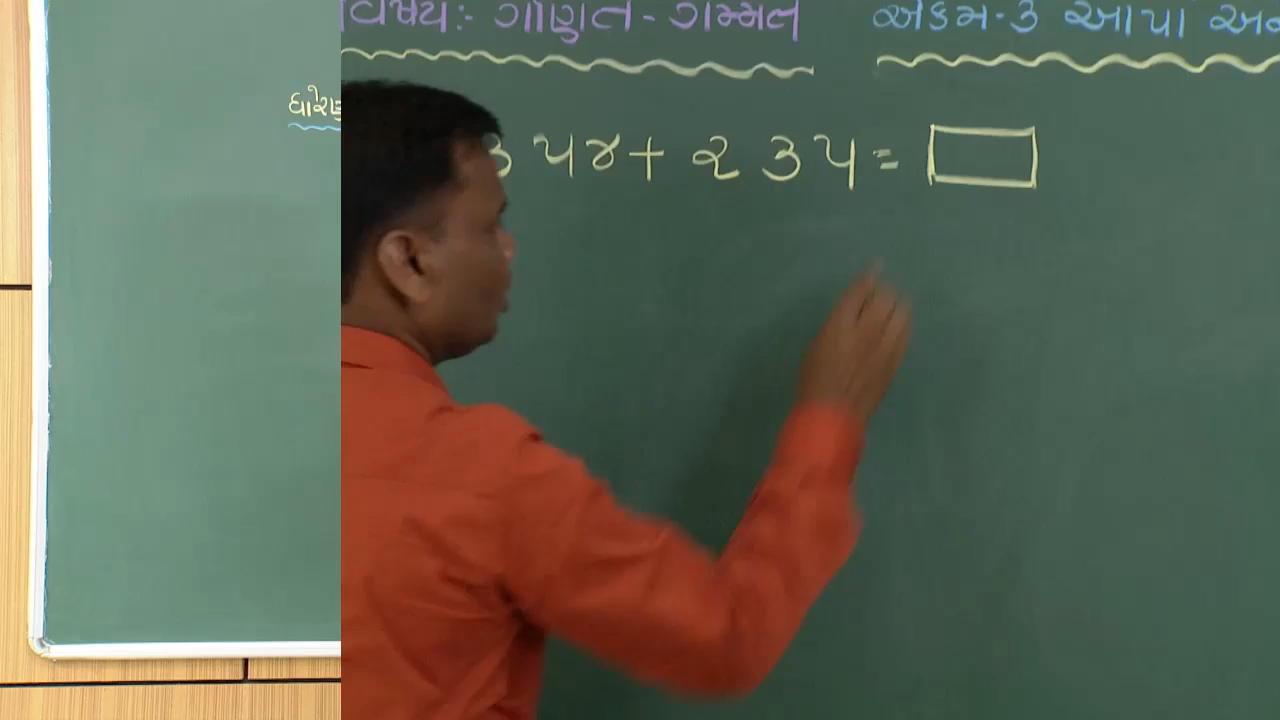 વિષયઃ- ગણિત - ગમ્મત
એકમ-૩ આપો
ધોરણ
૩૫૪ + ૨૩૫ =